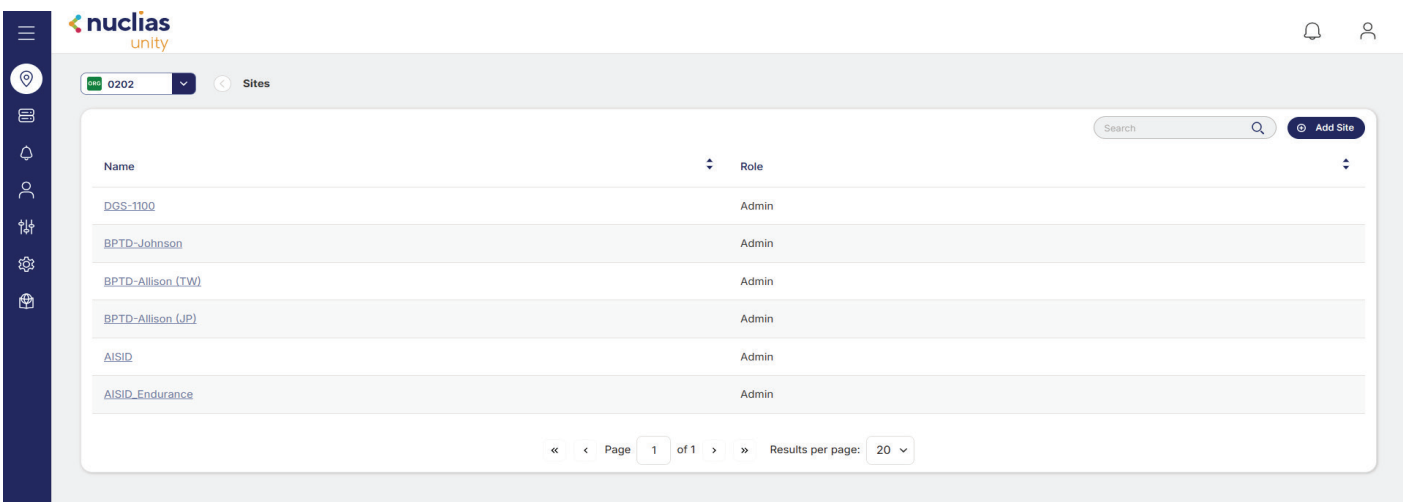 nuclias
unity
ORG 0202 Sites
Search Add Site
Name Role
DGS-1100 Admin
BPTD-Johnson Admin
BPTD-Allison (TW) Admin
BPTD-Allison (JP) Admin
AISID Admin
AISID_Endurance Admin
« ‹ Page 1 of 1 › » Results per page: 20